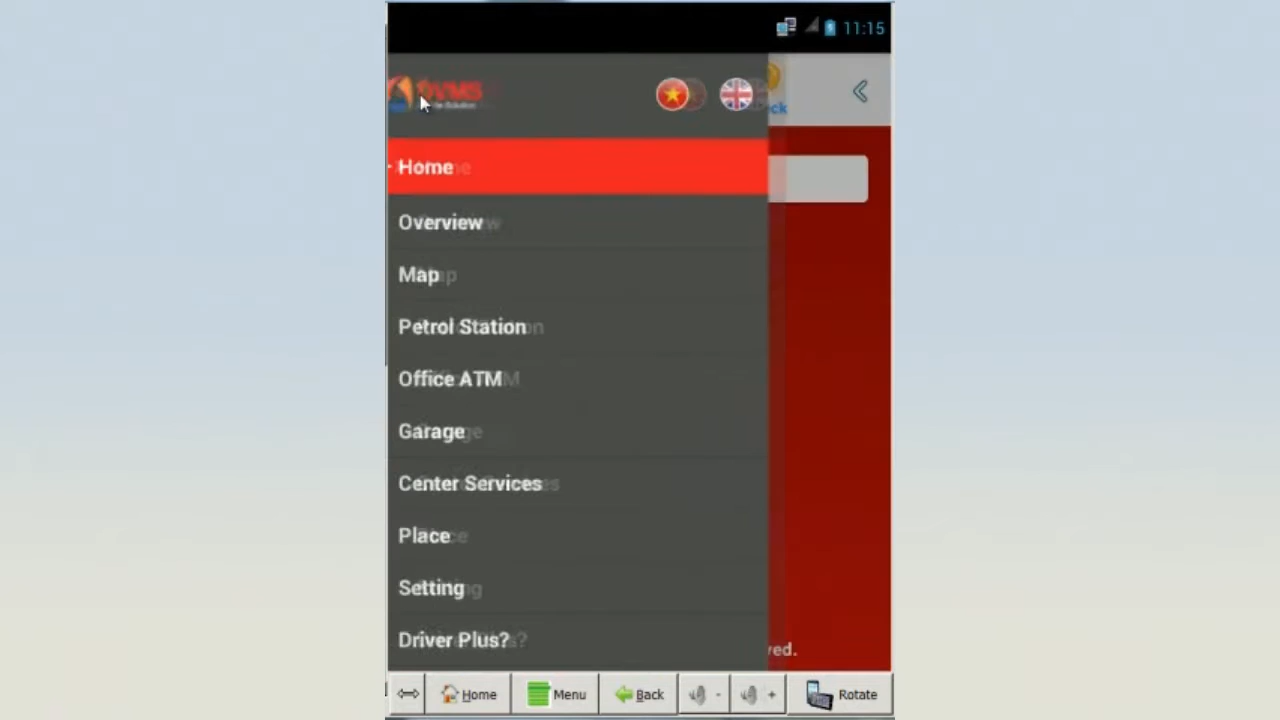 11:15
Home
Overview
Map
Petrol Station
Office ATM
Garage
Center Services
Place
Setting
Driver Plus?
Home
Menu
Back
-
+
Rotate